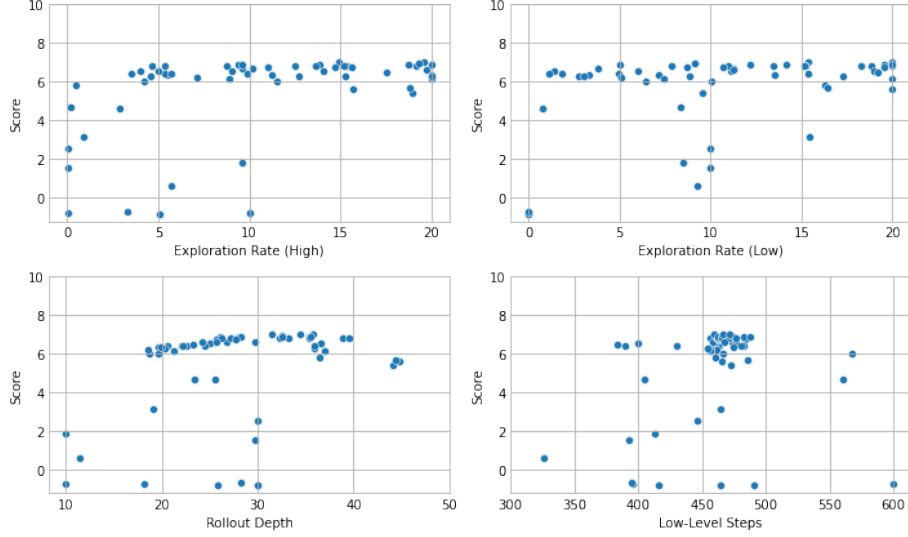 10
8
6
4
2
0
Score
0 5 10 15 20
Exploration Rate (High)
10
8
6
4
2
0
Score
0 5 10 15 20
Exploration Rate (Low)
10
8
6
4
2
0
Score
10 20 30 40 50
Rollout Depth
10
8
6
4
2
0
Score
300 350 400 450 500 550 600
Low-Level Steps